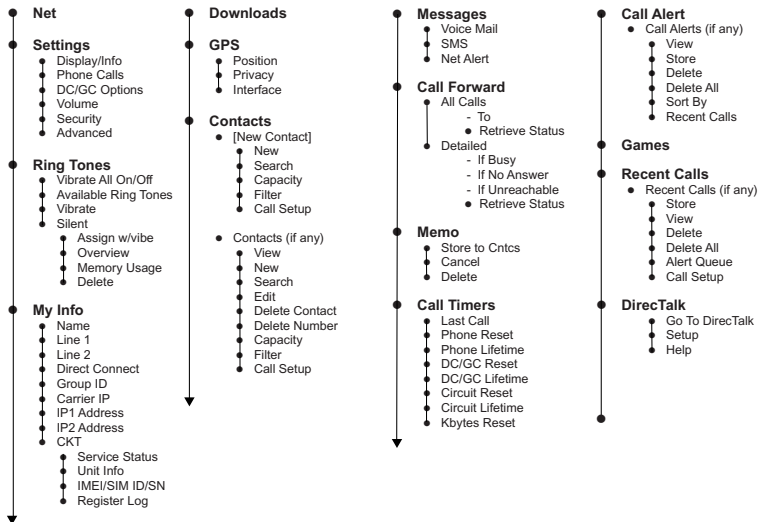 Net
Settings
Display/Info
Phone Calls
DC/GC Options
Volume
Security
Advanced
Ring Tones
Vibrate All On/Off
Available Ring Tones
Vibrate
Silent
Assign w/vibe
Overview
Memory Usage
Delete
My Info
Name
Line 1
Line 2
Direct Connect
Group ID
Carrier IP
IP1 Address
IP2 Address
CKT
Service Status
Unit Info
IMEI/SIM ID/SN
Register Log
Downloads
GPS
Position
Privacy
Interface
Contacts
[New Contact]
New
Search
Capacity
Filter
Call Setup
Contacts (if any)
View
New
Search
Edit
Delete Contact
Delete Number
Capacity
Filter
Call Setup
Messages
Voice Mail
SMS
Net Alert
Call Forward
All Calls
- To
Retrieve Status
Detailed
- If Busy
- If No Answer
- If Unreachable
Retrieve Status
Memo
Store to Cntcs
Cancel
Delete
Call Timers
Last Call
Phone Reset
Phone Lifetime
DC/GC Reset
DC/GC Lifetime
Circuit Reset
Circuit Lifetime
Kbytes Reset
Call Alert
Call Alerts (if any)
View
Store
Delete
Delete All
Sort By
Recent Calls
Games
Recent Calls
Recent Calls (if any)
Store
View
Delete
Delete All
Alert Queue
Call Setup
DirecTalk
Go To DirecTalk
Setup
Help